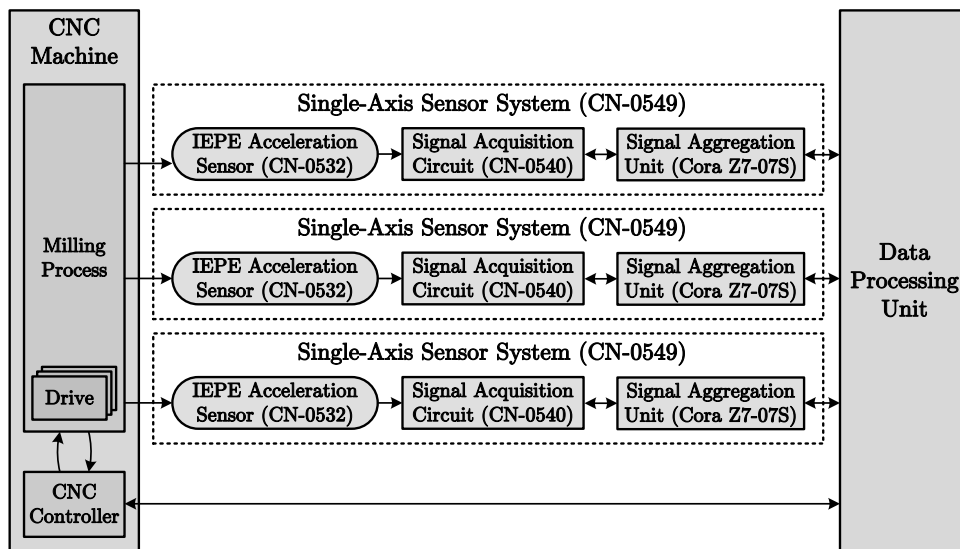 CNC
Machine
Milling
Process
Drive
CNC
Controller
Single-Axis Sensor System (CN-0549)
IEPE Acceleration
Sensor (CN-0532)
Signal Acquisition
Circuit (CN-0540)
Signal Aggregation
Unit (Cora Z7-07S)
Single-Axis Sensor System (CN-0549)
IEPE Acceleration
Sensor (CN-0532)
Signal Acquisition
Circuit (CN-0540)
Signal Aggregation
Unit (Cora Z7-07S)
Single-Axis Sensor System (CN-0549)
IEPE Acceleration
Sensor (CN-0532)
Signal Acquisition
Circuit (CN-0540)
Signal Aggregation
Unit (Cora Z7-07S)
Data
Processing
Unit